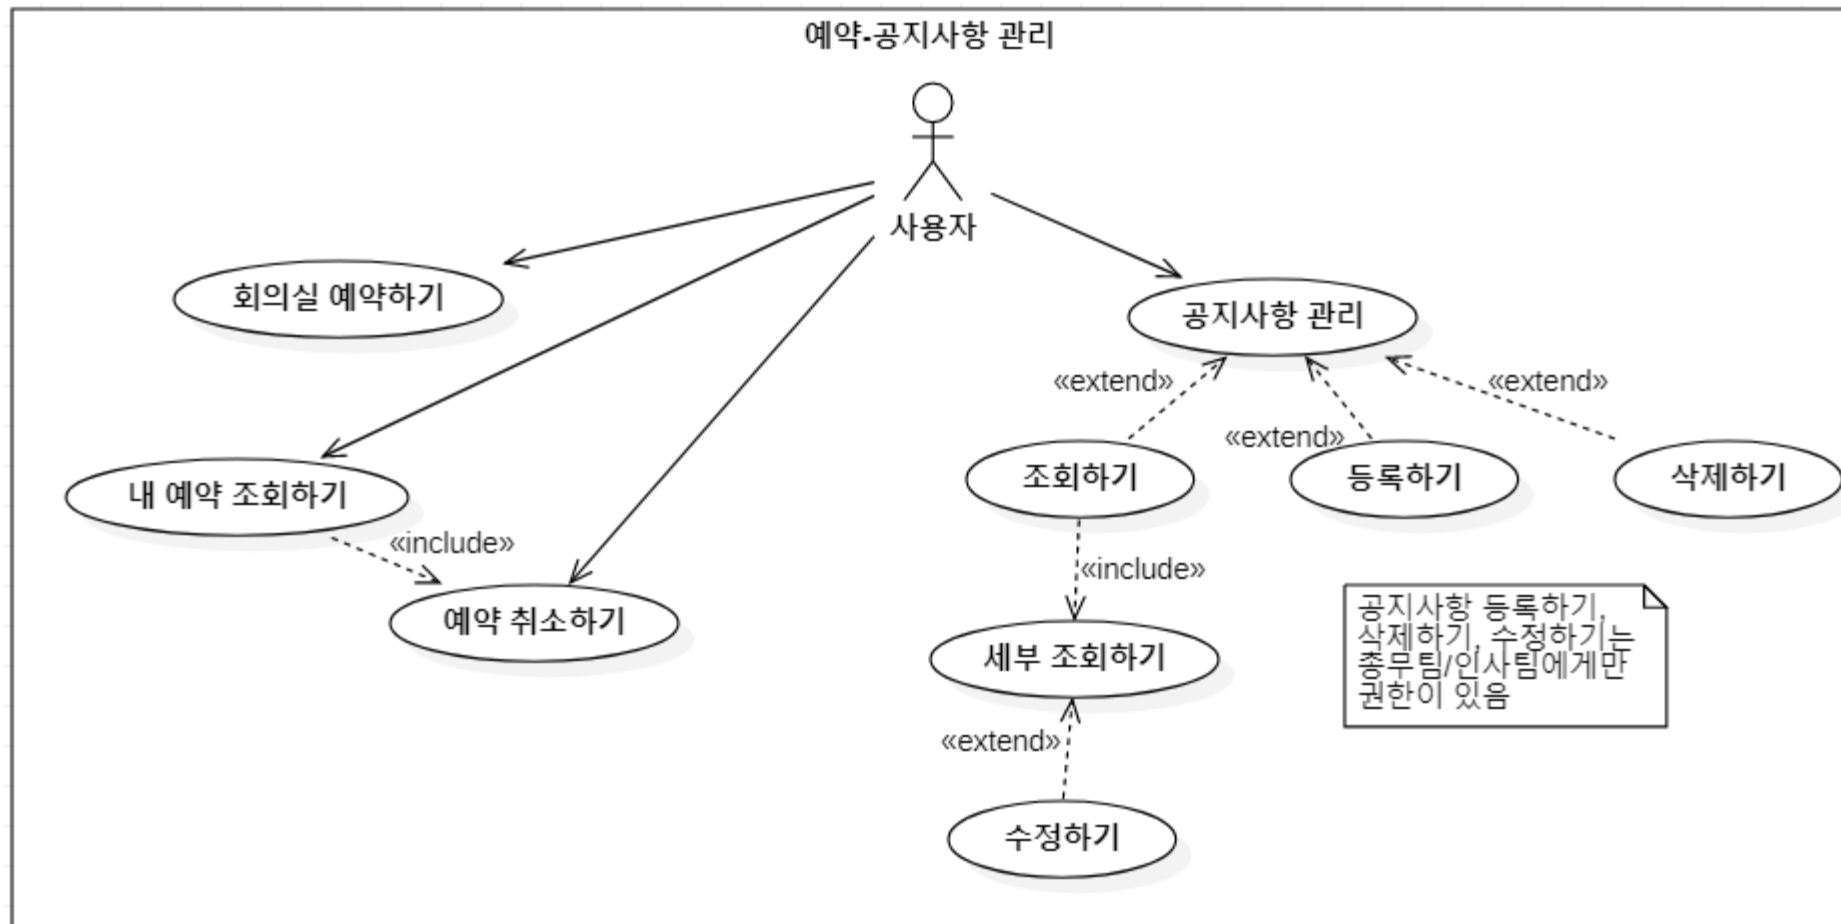 예약-공지사항 관리
사용자
회의실 예약하기
공지사항 관리
«extend»
«extend»
«extend»
조회하기
등록하기
삭제하기
내 예약 조회하기
«include»
«include»
예약 취소하기
공지사항 등록하기,
삭제하기, 수정하기는
총무팀/인사팀에게만
권한이 있음
세부 조회하기
«extend»
수정하기